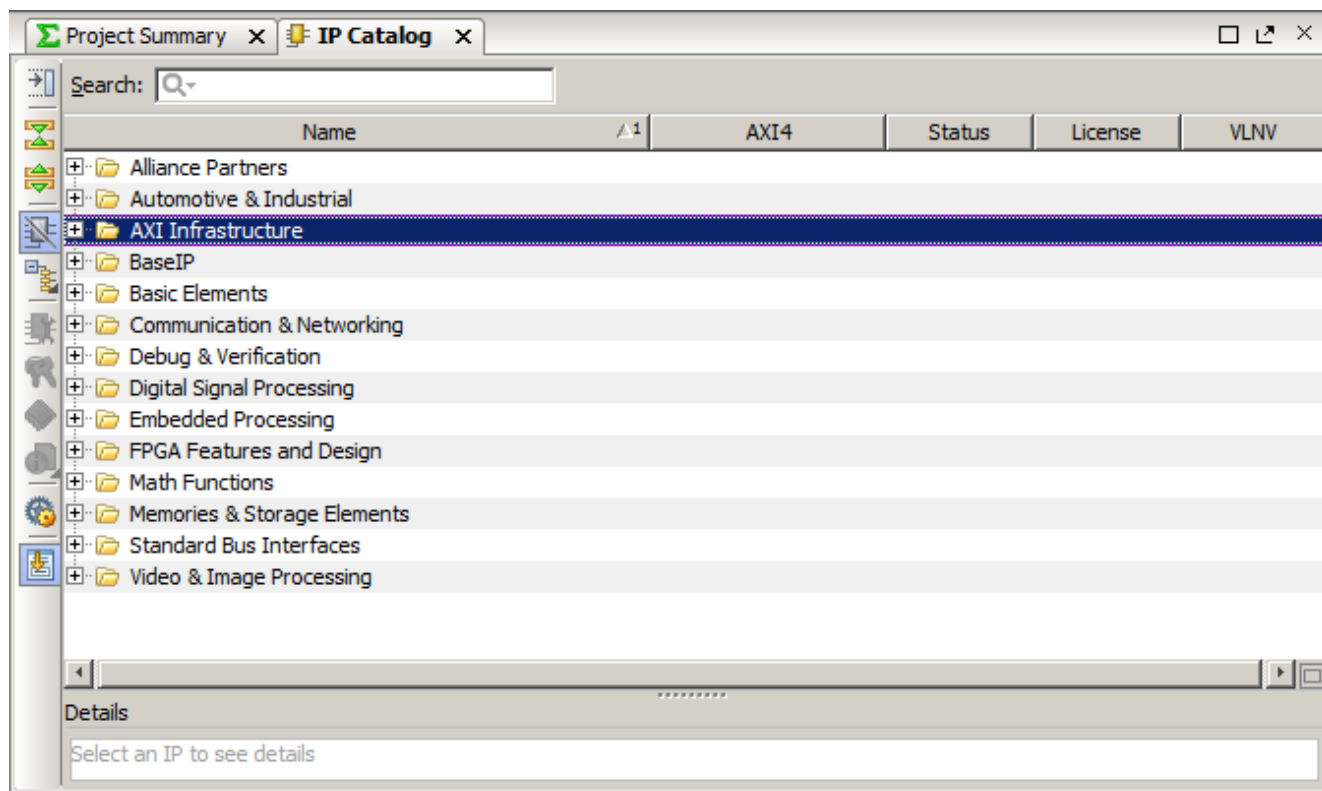 Project Summary IP Catalog
Search:
Name 1 AXI4 Status License VLNV
Alliance Partners
Automotive & Industrial
AXI Infrastructure
BaseIP
Basic Elements
Communication & Networking
Debug & Verification
Digital Signal Processing
Embedded Processing
FPGA Features and Design
Math Functions
Memories & Storage Elements
Standard Bus Interfaces
Video & Image Processing
Details
Select an IP to see details